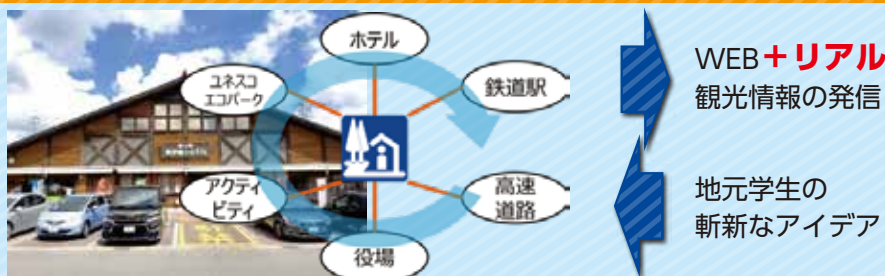 ホテル
ユネスコ
エコパーク
鉄道駅
アクティ
ビティ
高速
道路
役場
WEB＋リアル
観光情報の発信
地元学生の
斬新なアイデア